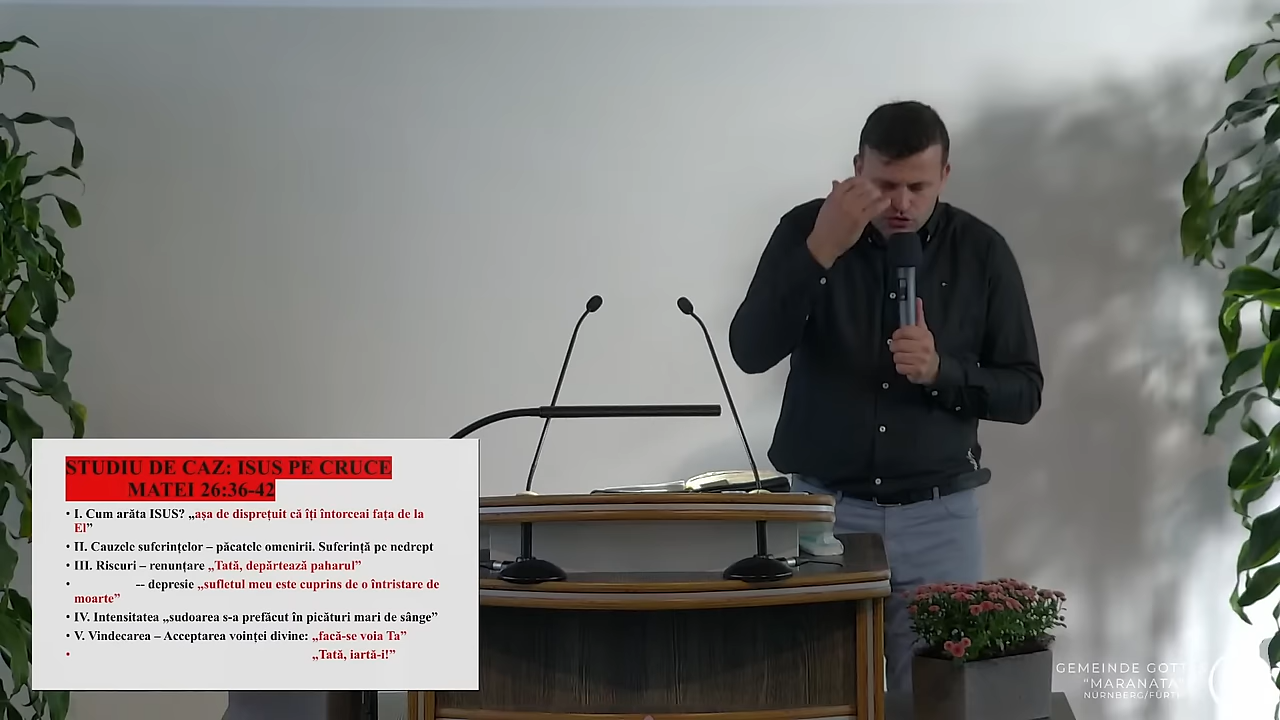 STUDIU DE CAZ: ISUS PE CRUCE
MATEI 26:36-42
• I. Cum arăta ISUS? „așa de disprețuit că îți întorceai fața de la
El”
• II. Cauzele suferințelor – păcatele omenirii. Suferință pe nedrept
• III. Riscuri – renunțare „Tată, depărtează paharul”
• -- depresie „sufletul meu este cuprins de o întristare de
moarte”
• IV. Intensitatea „sudoarea s-a prefăcut în picături mari de sânge”
• V. Vindecarea – Acceptarea voinței divine: „facă-se voia Ta”
• „Tată, iartă-i!”
GEMEINDE
“MARANATA”
NÜRNBERG/FÜRTH